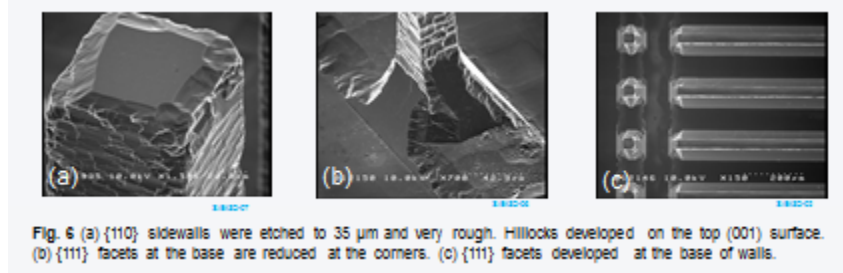 (a)
(b)
(c)
Fig. 6 (a) {110} sidewalls were etched to 35 µm and very rough. Hilllocks developed on the top (001) surface.
(b) {111} facets at the base are reduced at the corners. (c) {111} facets developed at the base of walls.